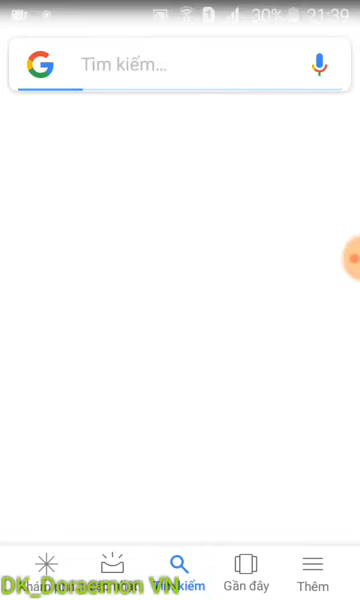 30% 21:39
G Tìm kiếm...
Tìm kiếm Gần đây Thêm
DK_Doraemon VN